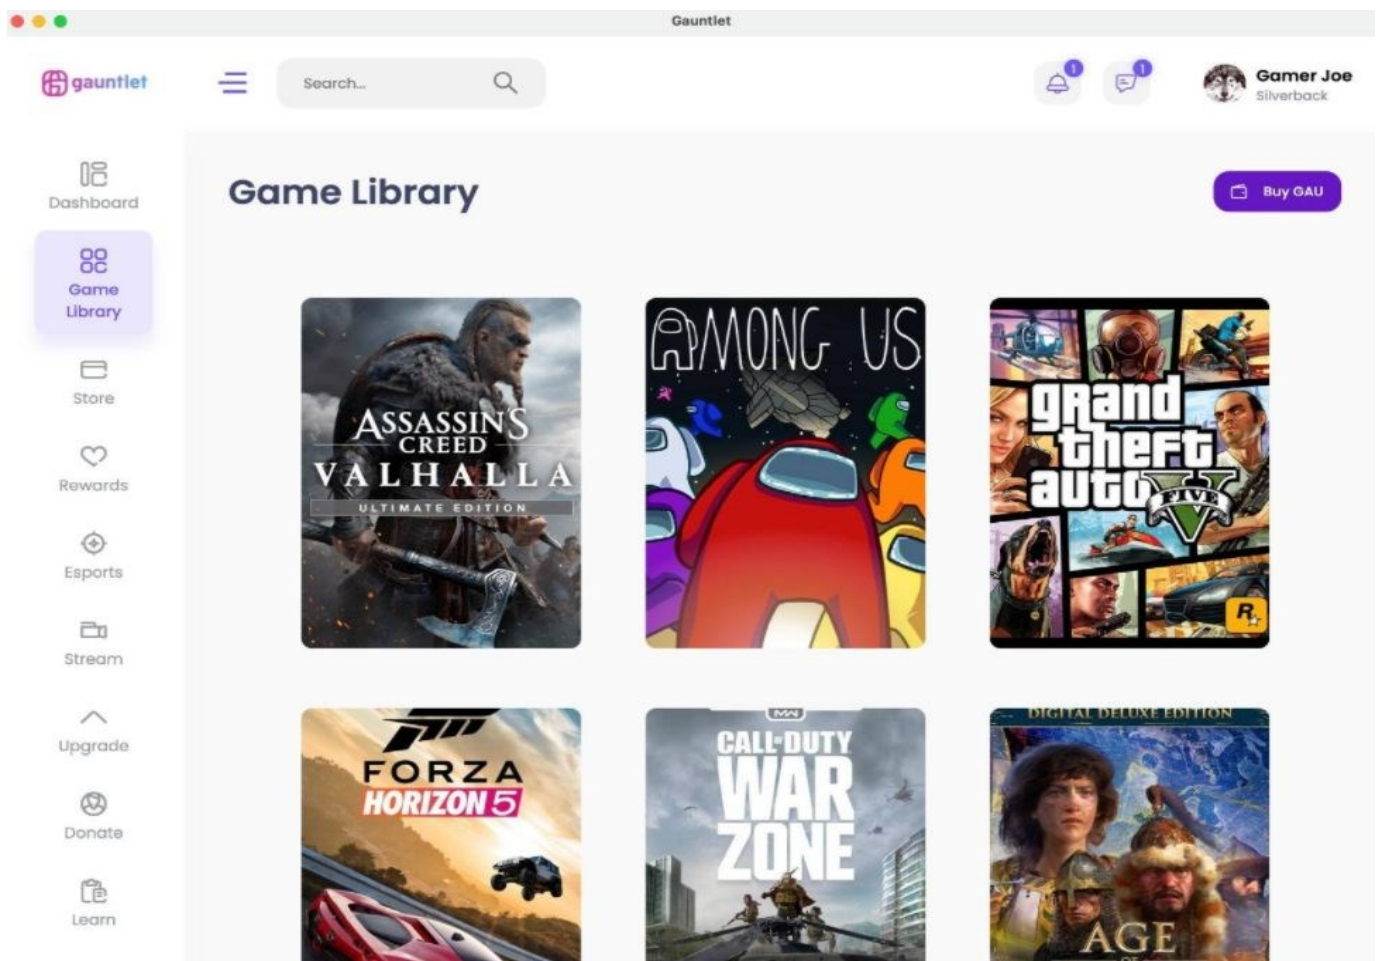 Gauntlet
gauntlet
Search...
1
1
Gamer Joe
Silverback
Dashboard
Game
Library
Store
Rewards
Esports
Stream
Upgrade
Donate
Learn
Game Library
Buy GAU
ASSASSIN'S
CREED
VALHALLA
ULTIMATE EDITION
AMONG US
grand
theft
auto
FIVE
V
R
FORZA
HORIZON 5
MW
CALL OF DUTY
WAR
ZONE
DIGITAL DELUXE EDITION
AGE
OF